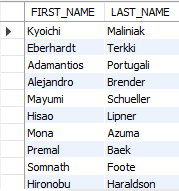 FIRST_NAME LAST_NAME
Kyoichi Maliniak
Eberhardt Terkki
Adamantios Portugali
Alejandro Brender
Mayumi Schueller
Hisao Lipner
Mona Azuma
Premal Baek
Somnath Foote
Hironobu Haraldson